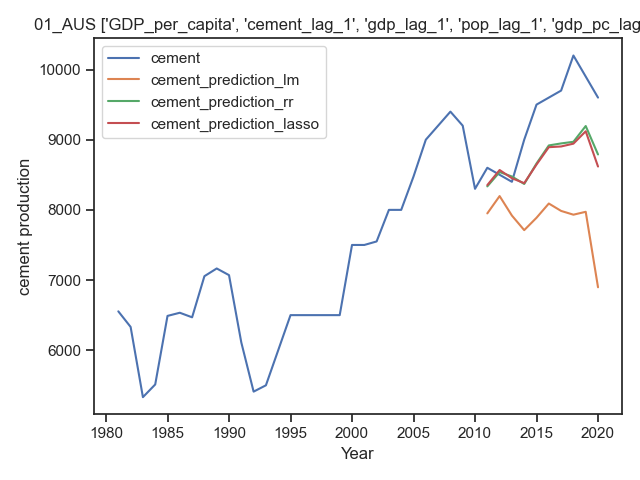 01_AUS ['GDP_per_capita', 'cement_lag_1', 'gdp_lag_1', 'pop_lag_1', 'gdp_pc_lag
cement
cement_prediction_lm
cement_prediction_rr
cement_prediction_lasso
cement production
10000
9000
8000
7000
6000
1980 1985 1990 1995 2000 2005 2010 2015 2020
Year